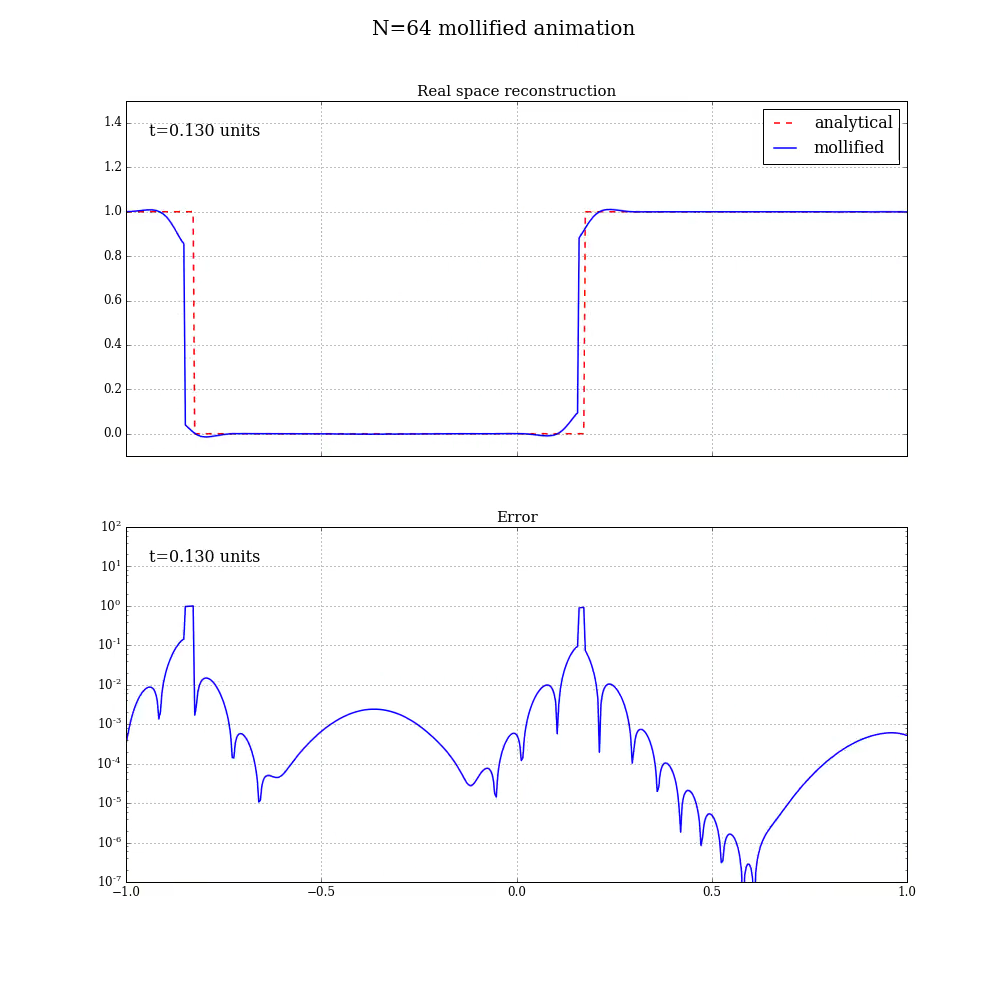 N=64 mollified animation
Real space reconstruction
t=0.130 units
analytical
mollified
1.4
1.2
1.0
0.8
0.6
0.4
0.2
0.0
Error
t=0.130 units
10²
10¹
10⁰
10⁻¹
10⁻²
10⁻³
10⁻⁴
10⁻⁵
10⁻⁶
10⁻⁷
−1.0 −0.5 0.0 0.5 1.0